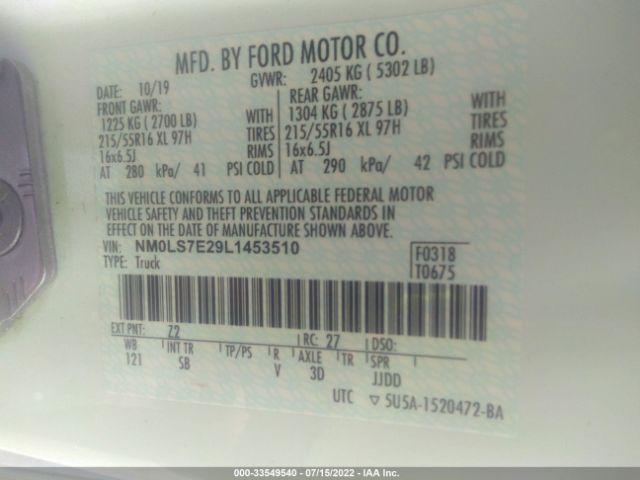 MFD. BY FORD MOTOR CO.
DATE: 10/19 GVWR: 2405 KG ( 5302 LB)
FRONT GAWR: REAR GAWR:
1225 KG ( 2700 LB) WITH 1304 KG ( 2875 LB) WITH
215/55R16 XL 97H TIRES 215/55R16 XL 97H TIRES
16x6.5J RIMS 16x6.5J RIMS
AT 280 kPa/ 41 PSI COLD AT 290 kPa/ 42 PSI COLD
THIS VEHICLE CONFORMS TO ALL APPLICABLE FEDERAL MOTOR
VEHICLE SAFETY AND THEFT PREVENTION STANDARDS IN
EFFECT ON THE DATE OF MANUFACTURE SHOWN ABOVE.
VIN: NM0LS7E29L1453510 F0318
TYPE: Truck T0675
EXT PNT: Z2 RC: 27 DSO:
WB INT TR TP/PS R AXLE TR SPR
121 SB V 3D JJDD
UTC ▽ 5U5A-1520472-BA
000-33549540 - 07/15/2022 - IAA Inc.